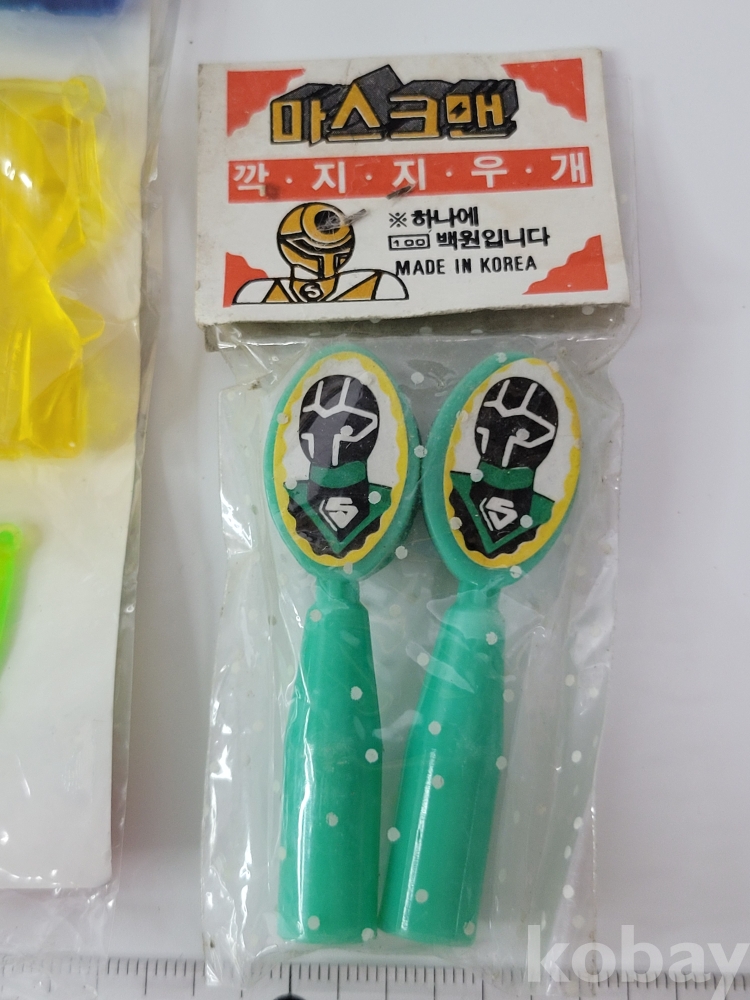 마스크맨
깍·지·지·우·개
※하나에
100 백원입니다
MADE IN KOREA
kobay